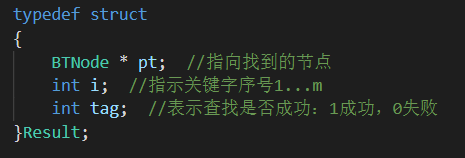 typedef struct
{
    BTNode * pt;  //指向找到的节点
    int i;  //指示关键字序号1...m
    int tag;  //表示查找是否成功：1成功，0失败
}Result;